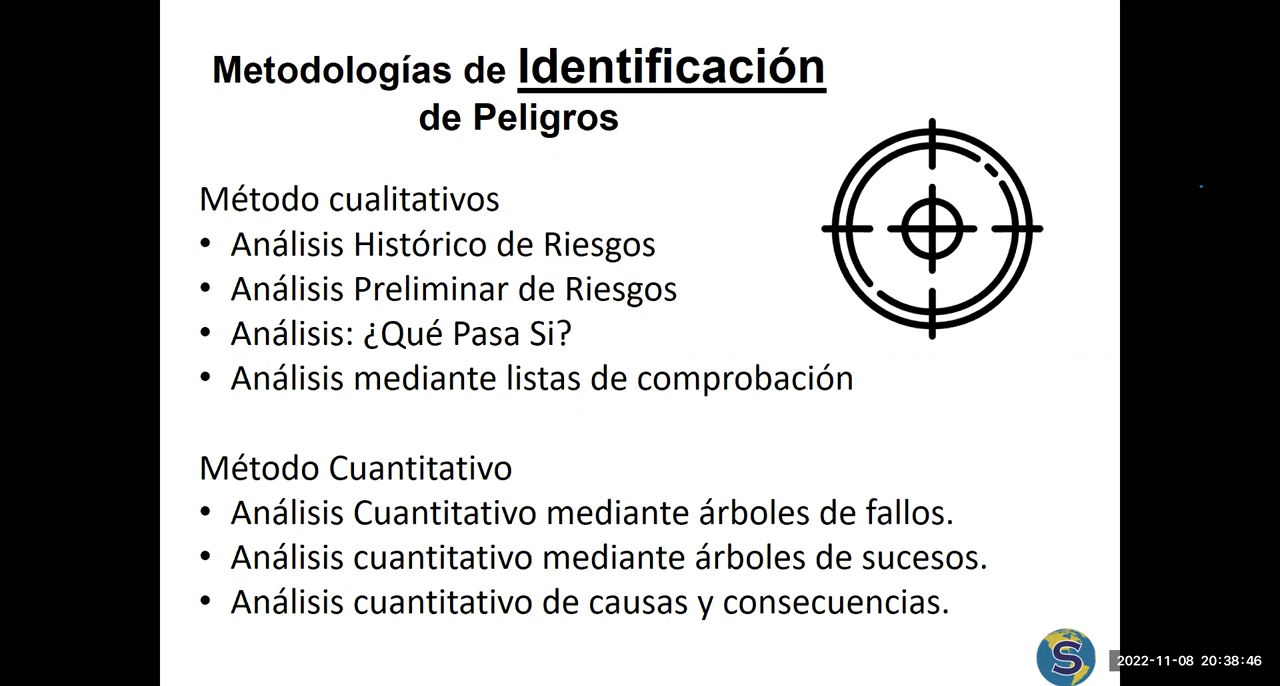 Metodologías de Identificación
de Peligros
Método cualitativos
• Análisis Histórico de Riesgos
• Análisis Preliminar de Riesgos
• Análisis: ¿Qué Pasa Si?
• Análisis mediante listas de comprobación
Método Cuantitativo
• Análisis Cuantitativo mediante árboles de fallos.
• Análisis cuantitativo mediante árboles de sucesos.
• Análisis cuantitativo de causas y consecuencias.
S
2022-11-08 20:38:46